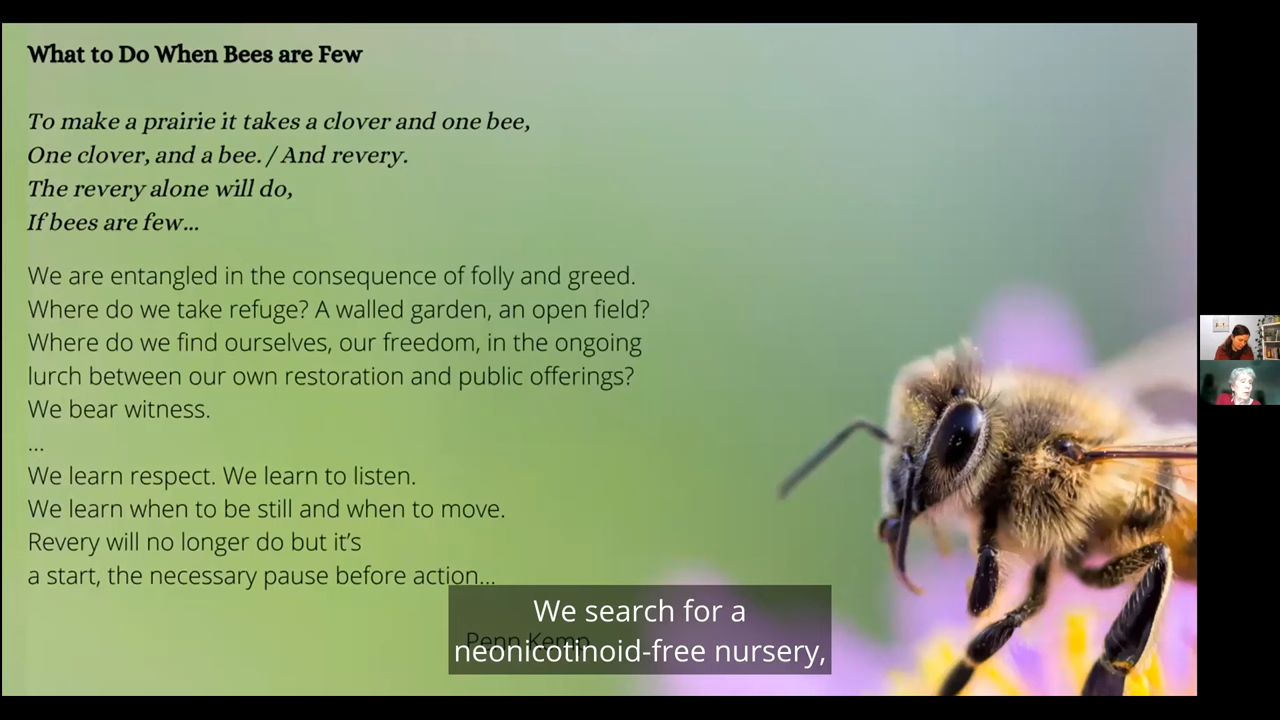 What to Do When Bees are Few
To make a prairie it takes a clover and one bee,
One clover, and a bee. / And revery.
The revery alone will do,
If bees are few...
We are entangled in the consequence of folly and greed.
Where do we take refuge? A walled garden, an open field?
Where do we find ourselves, our freedom, in the ongoing
lurch between our own restoration and public offerings?
We bear witness.
...
We learn respect. We learn to listen.
We learn when to be still and when to move.
Revery will no longer do but it’s
a start, the necessary pause before action...
Penn Kemp
We search for a
neonicotinoid-free nursery,